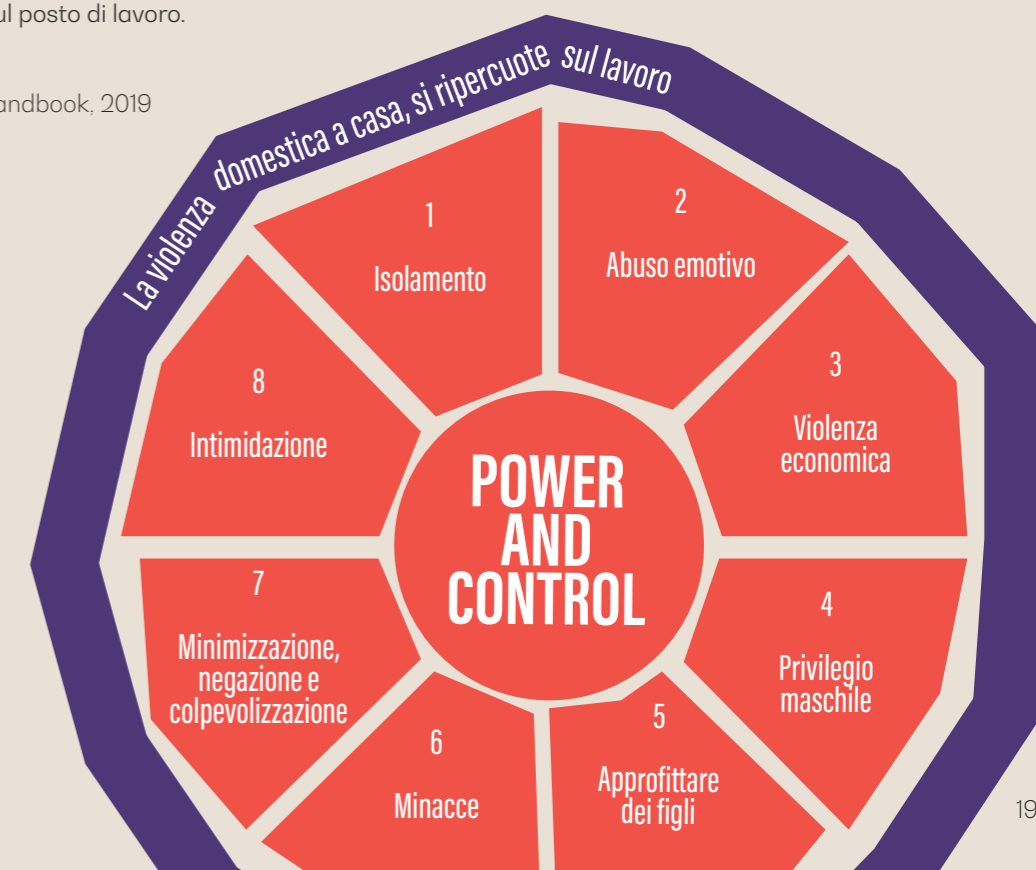 posto di lavoro.
2019
La violenza domestica a casa, si ripercuote sul lavoro
1
Isolamento
2
Abuso emotivo
3
Violenza
economica
4
Privilegio
maschile
5
Approfittare
dei figli
6
Minacce
7
Minimizzazione,
negazione e
colpevolizzazione
8
Intimidazione
POWER
AND
CONTROL
19